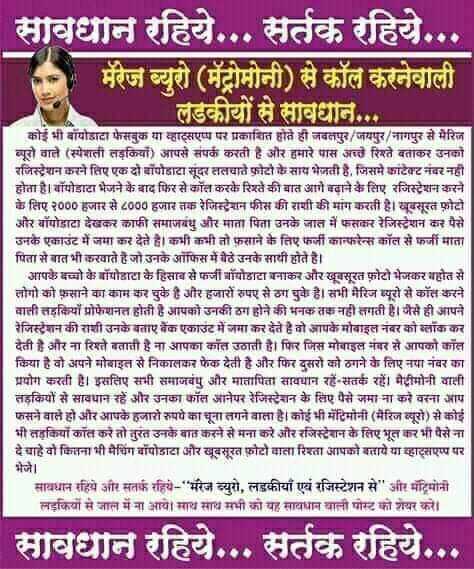 सावधान रहिये... सर्तक रहिये...
मॅरेज ब्युरो (मॅट्रीमोनी) से कॉल करनेवाली
लडकीयों से सावधान...
कोई भी बॉयोडाटा फेसबुक या व्हाट्सएप्प पर प्रकाशित होते ही जबलपुर/जयपुर/नागपुर से मैरिज
ब्यूरो वाले (स्पेशली लड़कियाँ) आपसे संपर्क करती है और हमारे पास अच्छे रिश्ते बताकर उनको
रजिस्ट्रेशन करने लिए एक दो बॉयोडाटा सूंदर ललचाते फ़ोटो के साथ भेजती है, जिसमे कांटेक्ट नंबर नही
होता है। बॉयोडाटा भेजने के बाद फिर से कॉल करके रिश्ते की बात आगे बढ़ाने के लिए रजिस्ट्रेशन करने
के लिए २००० हजार से ८००० हजार तक रेजिस्ट्रेशन फीस की राशी की मांग करती है। खूबसूरत फ़ोटो
और बॉयोडाटा देखकर काफी समाजबंधु और माता पिता उनके जाल में फसकर रेजिस्ट्रेशन कर पैसे
उनके एकाउंट में जमा कर देते है। कभी कभी तो फ़साने के लिए फर्जी कान्फरेन्स कॉल से फर्जी माता
पिता से बात भी करवाते हैं जो उनके ऑफिस में बैठे उनके साथी होते है।
आपके बच्चो के बॉयोडाटा के हिसाब से फर्जी बॉयोडाटा बनाकर और खूबसूरत फ़ोटो भेजकर बहोत से
लोगो को फ़साने का काम कर चुके है और हजारों रुपए से ठग चुके है। सभी मैरिज ब्यूरो से कॉल करने
वाली लड़कियाँ प्रोफेशनल होती है आपको उनकी ठग होने की भनक तक नही लगती है। जैसे ही आपने
रेजिस्ट्रेशन की राशी उनके बताए बैंक एकाउंट में जमा कर देते है वो आपके मोबाइल नंबर को ब्लॉक कर
देती है और ना रिश्ते बताती है ना आपका कॉल उठाती है। फिर जिस मोबाइल नंबर से आपको कॉल
किया है वो अपने मोबाइल से निकालकर फेक देती है और फिर दुसरो को ठगने के लिए नया नंबर का
प्रयोग करती है। इसलिए सभी समाजबंधु और मातापिता सावधान रहें-सतर्क रहें। मैट्रीमोनी वाली
लड़कियों से सावधान रहें और उनका कॉल आनेपर रेजिस्ट्रेशन के लिए पैसे जमा ना करे वरना आप
फसने वाले हो और आपके हजारो रुपये का चूना लगने वाला है। कोई भी मॅट्रिमोनी (मैरिज ब्यूरो) से कोई
भी लड़कियाँ कॉल करे तो तुरंत उनके बात करने से मना करे और रजिस्ट्रेशन के लिए भूल कर भी पैसे ना
दे चाहे वो कितना भी मैचिंग बॉयोडाटा और खूबसूरत फ़ोटो वाला रिश्ता आपको बताये या व्हाट्सएप्प पर
भेजे।
सावधान रहिये और सतर्क रहिये-"मॅरेज ब्युरो, लडकीयाँ एवं रजिस्टेशन से" और मॅट्रिमोनी
लड़कियों से जाल में ना आये। साथ साथ सभी को यह सावधान वाली पोस्ट को शेयर करे।
सावधान रहिये... सर्तक रहिये...